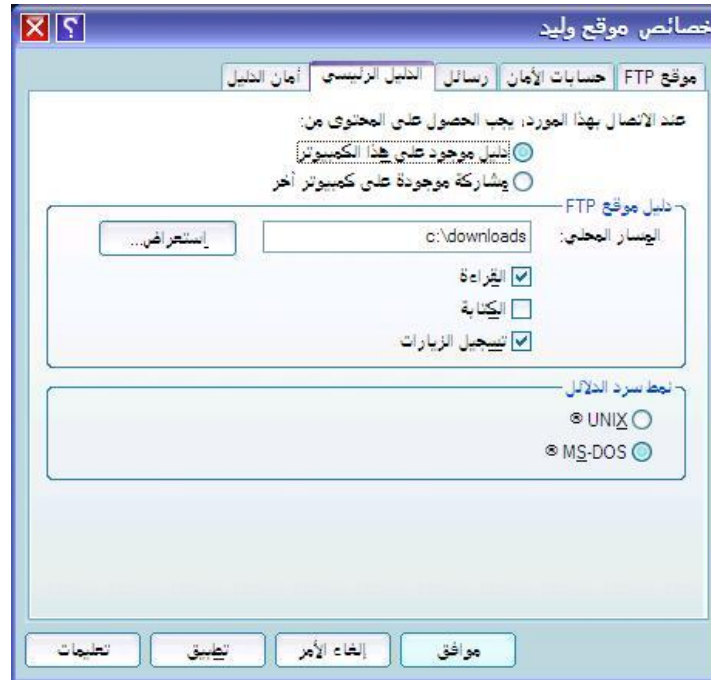 خصائص موقع وليد
موقع FTP حسابات الأمان رسائل الدليل الرئيسي أمان الدليل
عند الاتصال بهذا المورد، يجب الحصول على المحتوى من:
دليل موجود على هذا الكمبيوتر
مشاركة موجودة على كمبيوتر آخر
دليل موقع FTP
المسار المحلي: c:\downloads إستعراض...
القراءة
الكتابة
تسجيل الزيارات
نمط سرد الدلائل
UNIX ®
MS-DOS ®
موافق إلغاء الأمر تطبيق تعليمات